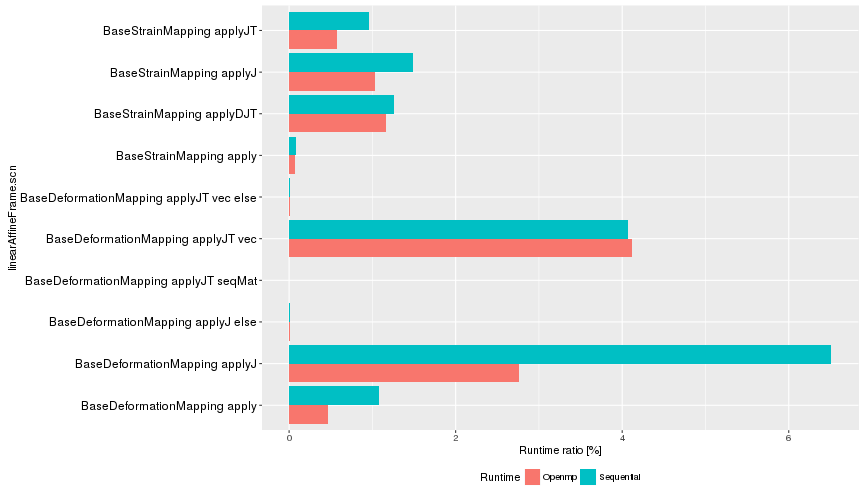 linearAffineFrame.scn
BaseStrainMapping applyJT
BaseStrainMapping applyJ
BaseStrainMapping applyDJT
BaseStrainMapping apply
BaseDeformationMapping applyJT vec else
BaseDeformationMapping applyJT vec
BaseDeformationMapping applyJT seqMat
BaseDeformationMapping applyJ else
BaseDeformationMapping applyJ
BaseDeformationMapping apply
0 2 4 6
Runtime ratio [%]
Runtime Openmp Sequential